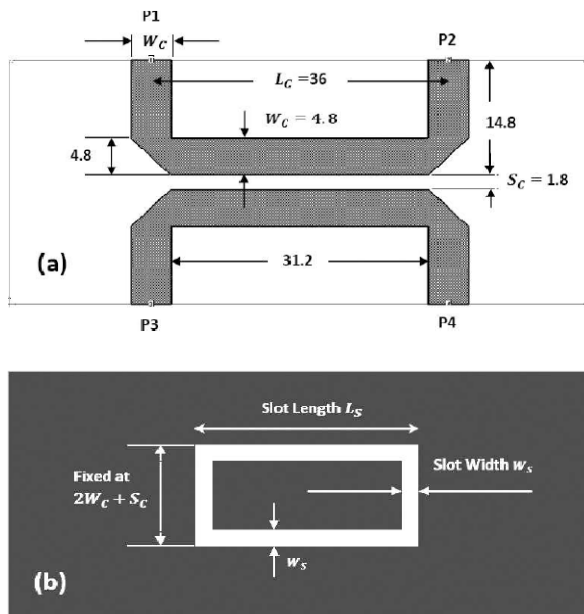 P1
W_C
P2
L_C =36
W_C = 4.8
14.8
4.8
S_C = 1.8
(a)
31.2
P3
P4
Slot Length L_S
Fixed at
2W_C + S_C
Slot Width w_s
w_s
(b)